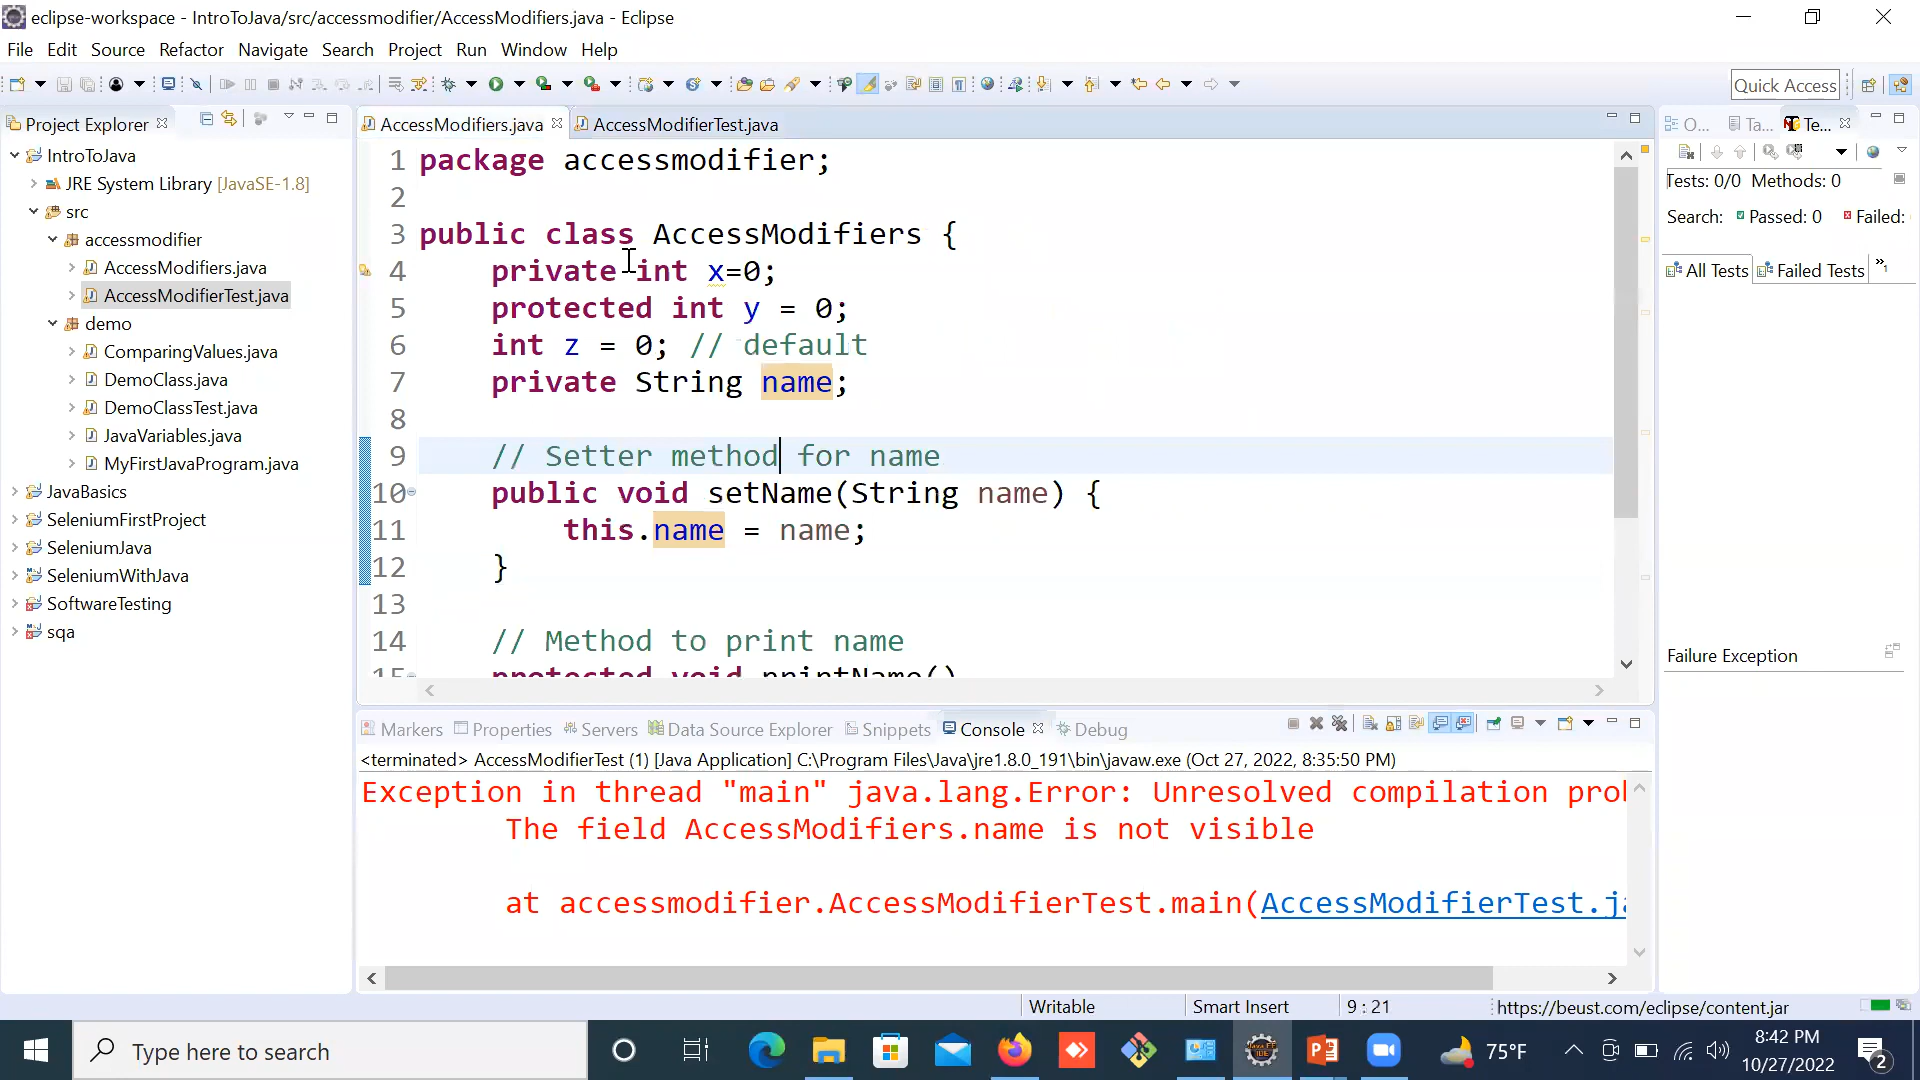 eclipse-workspace - IntroToJava/src/accessmodifier/AccessModifiers.java - Eclipse
File Edit Source Refactor Navigate Search Project Run Window Help
Quick Access
Project Explorer
IntroToJava
JRE System Library [JavaSE-1.8]
src
accessmodifier
AccessModifiers.java
AccessModifierTest.java
demo
ComparingValues.java
DemoClass.java
DemoClassTest.java
JavaVariables.java
MyFirstJavaProgram.java
JavaBasics
SeleniumFirstProject
SeleniumJava
SeleniumWithJava
SoftwareTesting
sqa
AccessModifiers.java AccessModifierTest.java
1 package accessmodifier;
2
3 public class AccessModifiers {
4 private int x=0;
5 protected int y = 0;
6 int z = 0; // default
7 private String name;
8
9 // Setter method for name
10 public void setName(String name) {
11 this.name = name;
12 }
13
14 // Method to print name
15 protected void printName()
O... Ta... Te...
Tests: 0/0 Methods: 0
Search: Passed: 0 Failed:
All Tests Failed Tests »1
Failure Exception
Markers Properties Servers Data Source Explorer Snippets Console Debug
<terminated> AccessModifierTest (1) [Java Application] C:\Program Files\Java\jre1.8.0_191\bin\javaw.exe (Oct 27, 2022, 8:35:50 PM)
Exception in thread "main" java.lang.Error: Unresolved compilation
The field AccessModifiers.name is not visible
at accessmodifier.AccessModifierTest.main(AccessModifierTest.ja
Writable Smart Insert 9 : 21 https://beust.com/eclipse/content.jar
Type here to search
75°F
8:42 PM
10/27/2022
2